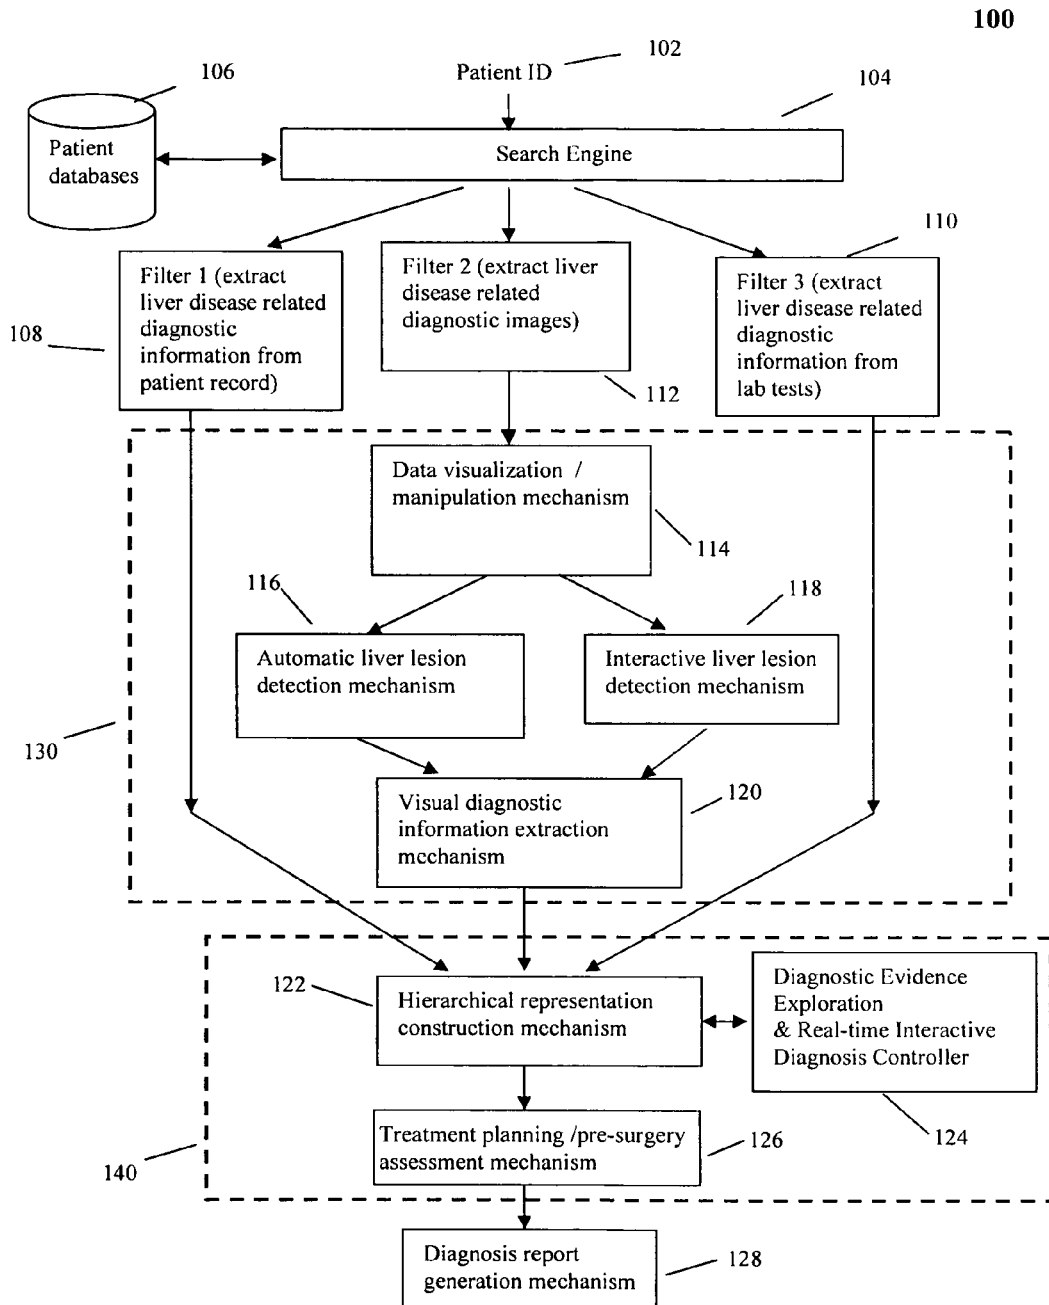 100
102
Patient ID
106
104
Patient
databases
Search Engine
110
Filter 1 (extract
liver disease related
diagnostic
information from
patient record)
Filter 2 (extract liver
disease related
diagnostic images)
Filter 3 (extract
liver disease related
diagnostic
information from
lab tests)
108
112
Data visualization /
manipulation mechanism
114
116
118
Automatic liver lesion
detection mechanism
Interactive liver lesion
detection mechanism
130
Visual diagnostic
information extraction
mechanism
120
122
Hierarchical representation
construction mechanism
Diagnostic Evidence
Exploration
& Real-time Interactive
Diagnosis Controller
Treatment planning /pre-surgery
assessment mechanism
126
124
140
Diagnosis report
generation mechanism
128